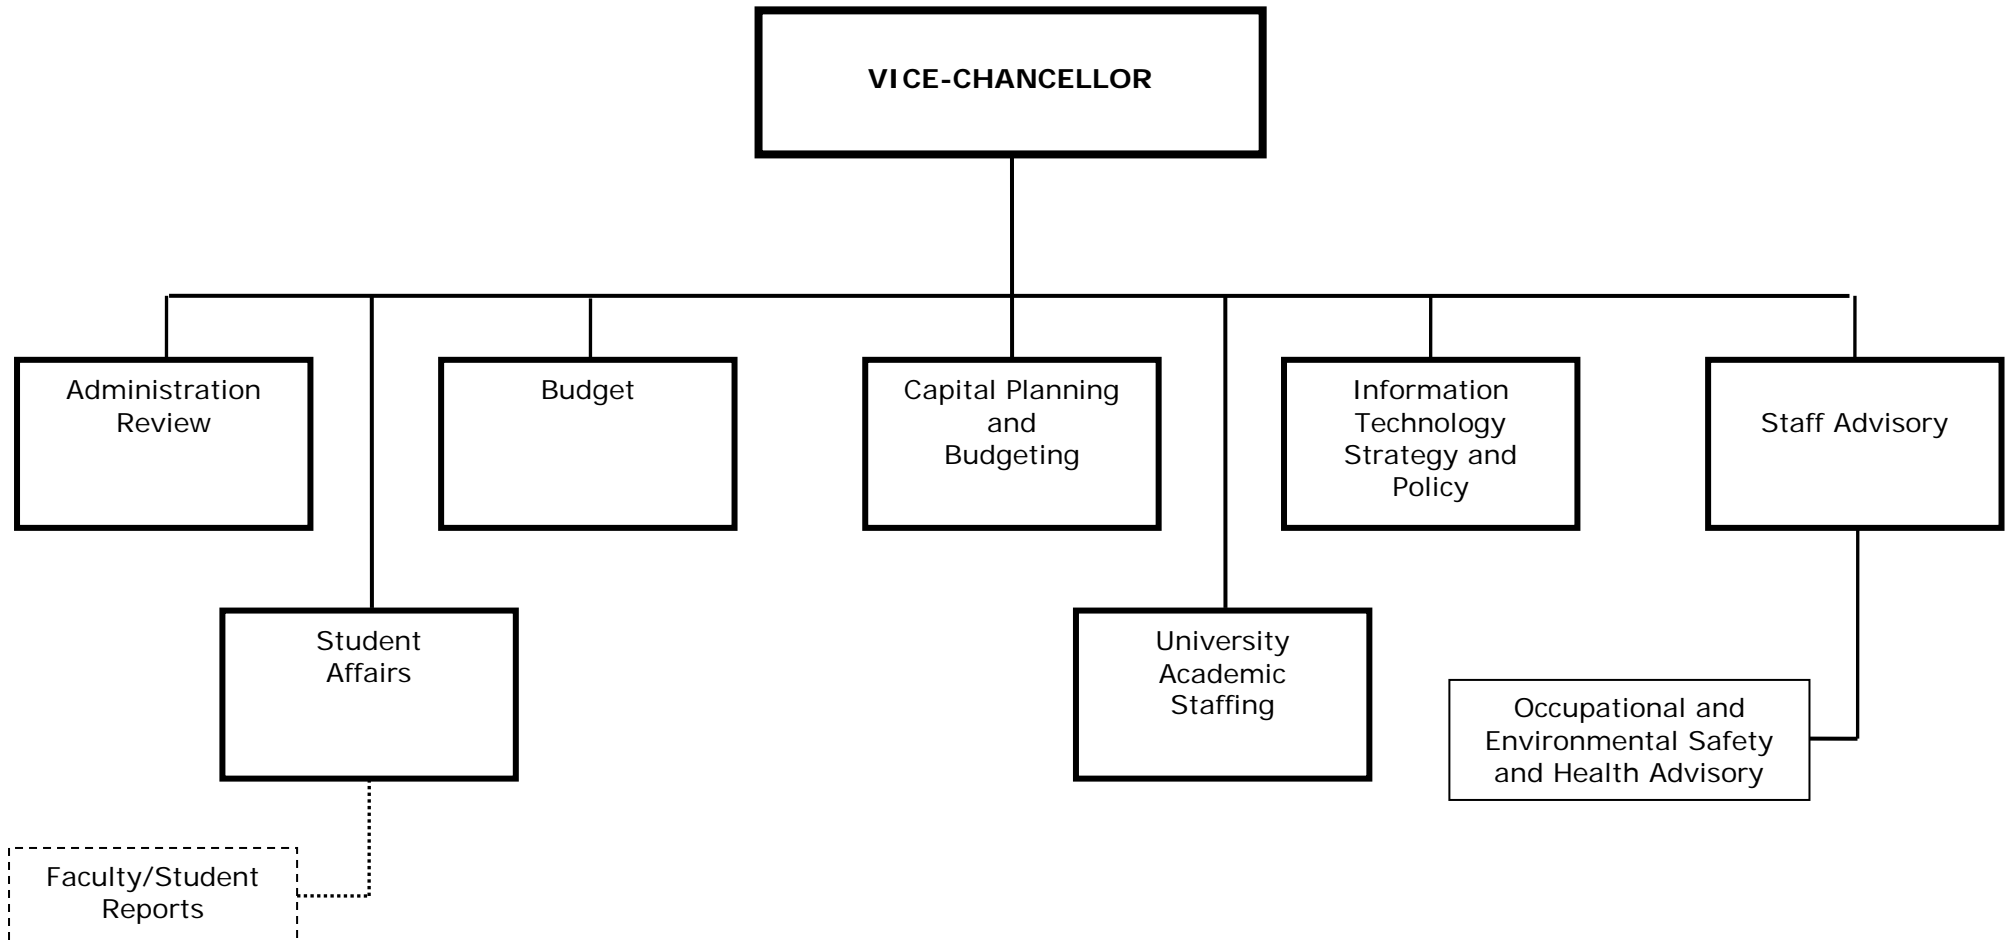 VICE-CHANCELLOR
Administration
Review
Budget
Capital Planning
and
Budgeting
Information
Technology
Strategy and
Policy
Staff Advisory
Student
Affairs
University
Academic
Staffing
Occupational and
Environmental Safety
and Health Advisory
Faculty/Student
Reports